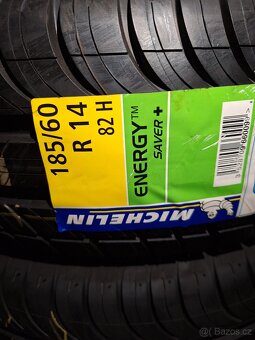 185/60
R 14
82 H
ENERGY™
SAVER +
MICHELIN
Bazos.cz